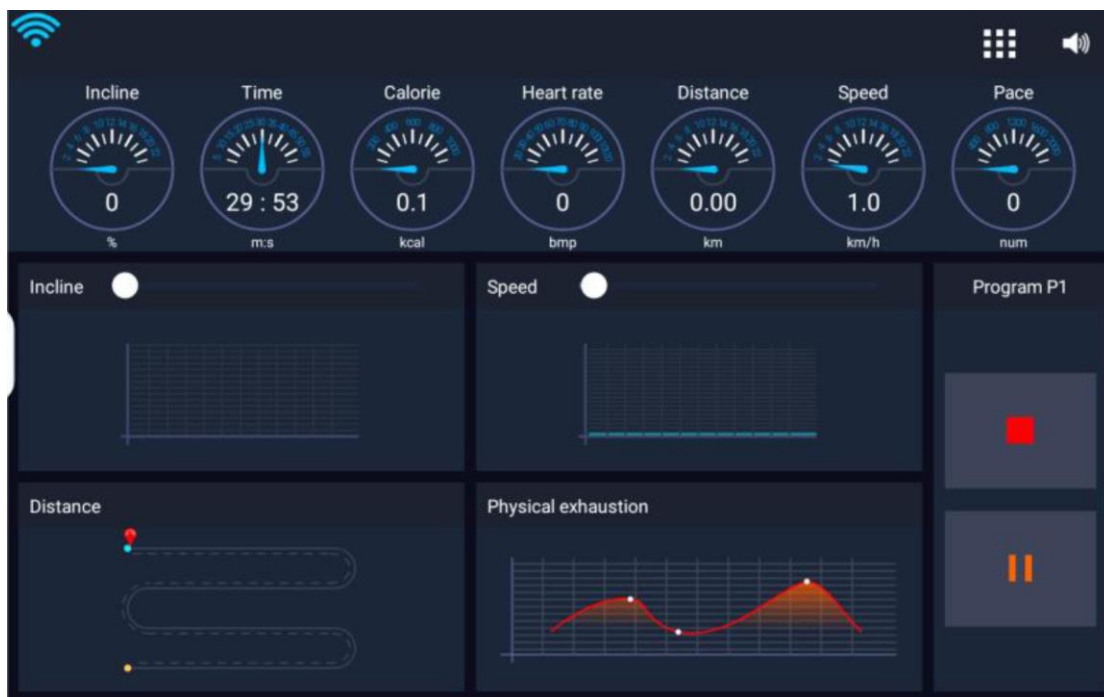 Incline Time Calorie Heart rate Distance Speed Pace
0 29 : 53 0.1 0 0.00 1.0 0
% m:s kcal bmp km km/h num
Incline
Speed
Program P1
Distance
Physical exhaustion